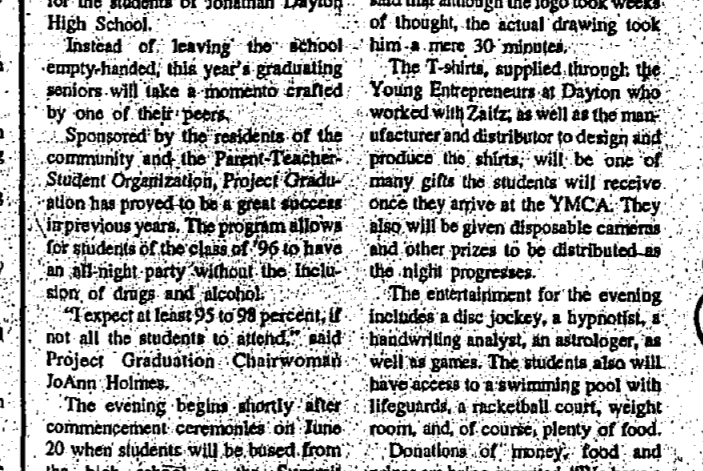 for the students of Jonathan Dayton
High School.
Instead of leaving the school
empty-handed, this year's graduating
seniors will take a momento crafted
by one of their peers.
Sponsored by the residents of the
community and the Parent-Teacher-
Student Organization, Project Gradu-
ation has proved to be a great success
in previous years. The program allows
for students of the class of '96 to have
an all-night party without the inclu-
sion of drugs and alcohol.
"I expect at least 95 to 98 percent, if
not all the students to attend," said
Project Graduation Chairwoman
JoAnn Holmes.
The evening begins shortly after
commencement ceremonies on June
20 when students will be bused from
the high school to the Summit
said that although the logo took weeks
of thought, the actual drawing took
him a mere 30 minutes.
The T-shirts, supplied through the
Young Entrepreneurs at Dayton who
worked with Zaitz, as well as the man-
ufacturer and distributor to design and
produce the shirts, will be one of
many gifts the students will receive
once they arrive at the YMCA. They
also will be given disposable cameras
and other prizes to be distributed as
the night progresses.
The entertainment for the evening
includes a disc jockey, a hypnotist, a
handwriting analyst, an astrologer, as
well as games. The students also will
have access to a swimming pool with
lifeguards, a racketball court, weight
room, and, of course, plenty of food.
Donations of money, food and